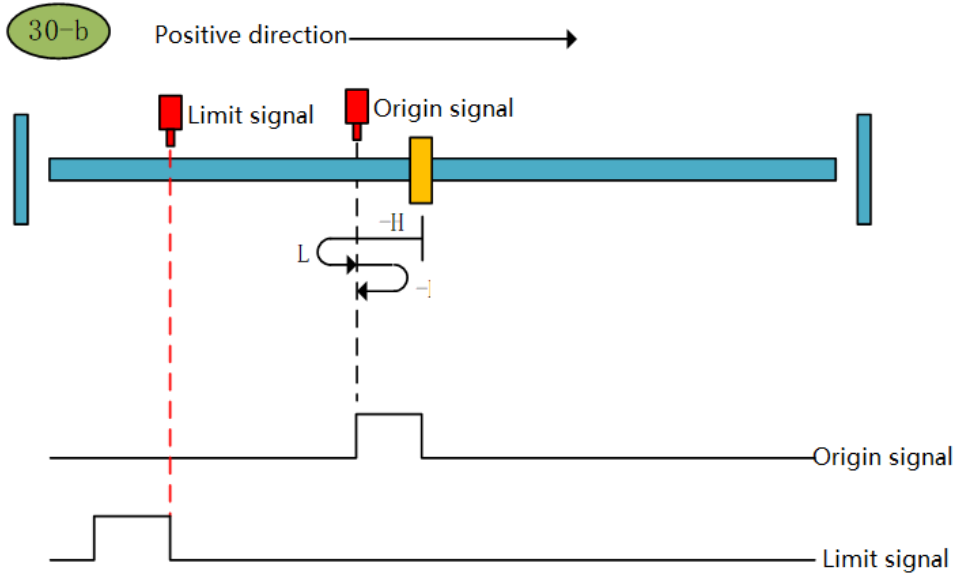 30-b
Positive direction
Limit signal
Origin signal
-H
L
Origin signal
Limit signal